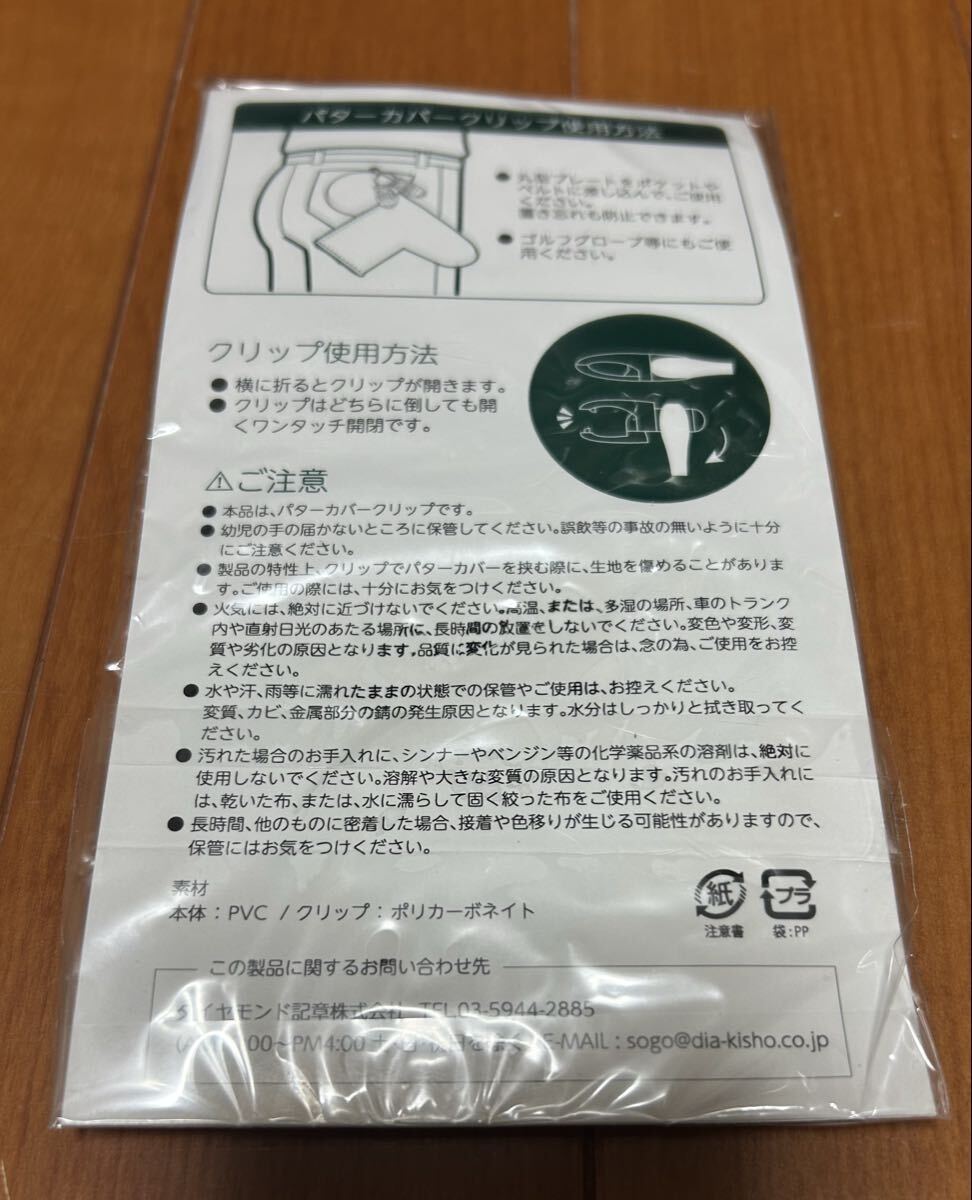 パターカバークリップ使用方法
● 丸型プレートをポケットや
ベルトに差し込んで、ご使用
ください。
置き忘れも防止できます。
● ゴルフグローブ等にもご使
用ください。
クリップ使用方法
● 横に折るとクリップが開きます。
● クリップはどちらに倒しても開
くワンタッチ開閉です。
⚠ご注意
● 本品は、パターカバークリップです。
● 幼児の手の届かないところに保管してください。誤飲等の事故の無いように十分
にご注意ください。
● 製品の特性上、クリップでパターカバーを挟む際に、生地を傷めることがありま
す。ご使用の際には、十分にお気をつけください。
● 火気には、絶対に近づけないでください。高温、または、多湿の場所、車のトランク
内や直射日光のあたる場所に、長時間の放置をしないでください。変色や変形、変
質や劣化の原因となります。品質に変化が見られた場合は、念の為、ご使用をお控
えください。
● 水や汗、雨等に濡れたままの状態での保管やご使用は、お控えください。
変質、カビ、金属部分の錆の発生原因となります。水分はしっかりと拭き取ってく
ださい。
● 汚れた場合のお手入れに、シンナーやベンジン等の化学薬品系の溶剤は、絶対に
使用しないでください。溶解や大きな変質の原因となります。汚れのお手入れに
は、乾いた布、または、水に濡らして固く絞った布をご使用ください。
● 長時間、他のものに密着した場合、接着や色移りが生じる可能性がありますので、
保管にはお気をつけください。
素材
本体：PVC / クリップ：ポリカーボネイト
紙 プラ
注意書 袋：PP
この製品に関するお問い合わせ先
ダイヤモンド記章株式会社 TEL 03-5944-2885
:00〜PM4:00 土・日・祝日を除く E-MAIL：sogo@dia-kisho.co.jp